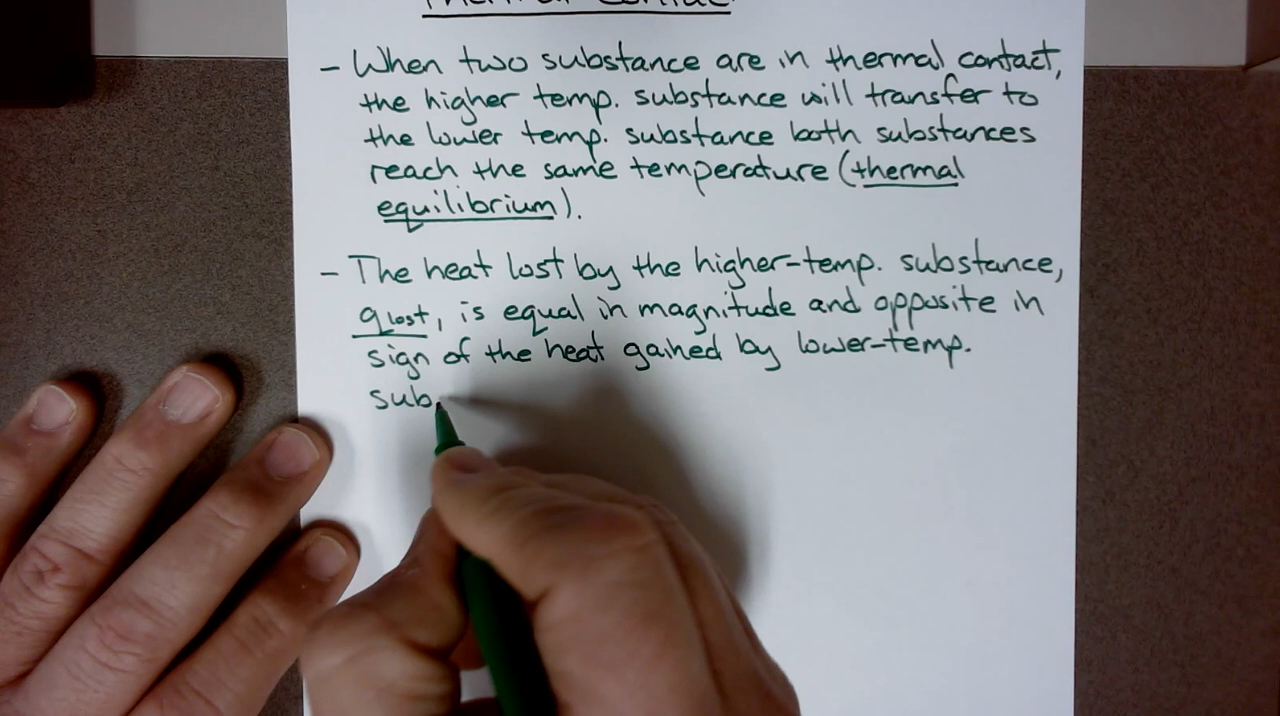 Thermal Contact
- When two substance are in thermal contact,
the higher temp. substance will transfer to
the lower temp. substance both substances
reach the same temperature (thermal
equilibrium).
- The heat lost by the higher-temp. substance,
qlost, is equal in magnitude and opposite in
sign of the heat gained by lower-temp.
sub